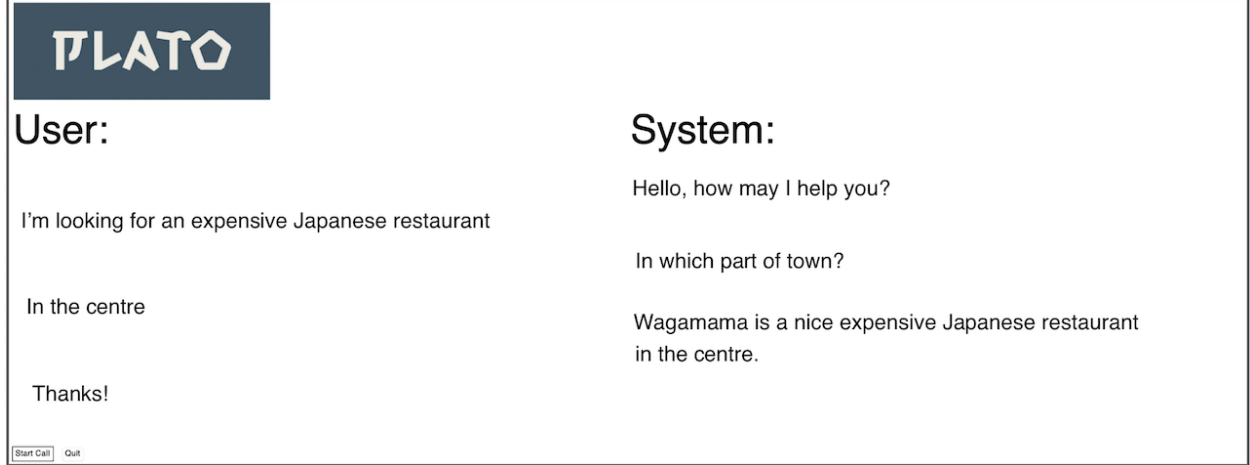 PLATO
User:
System:
Hello, how may I help you?
I'm looking for an expensive Japanese restaurant
In which part of town?
In the centre
Wagamama is a nice expensive Japanese restaurant
in the centre.
Thanks!
Start Call
Quit